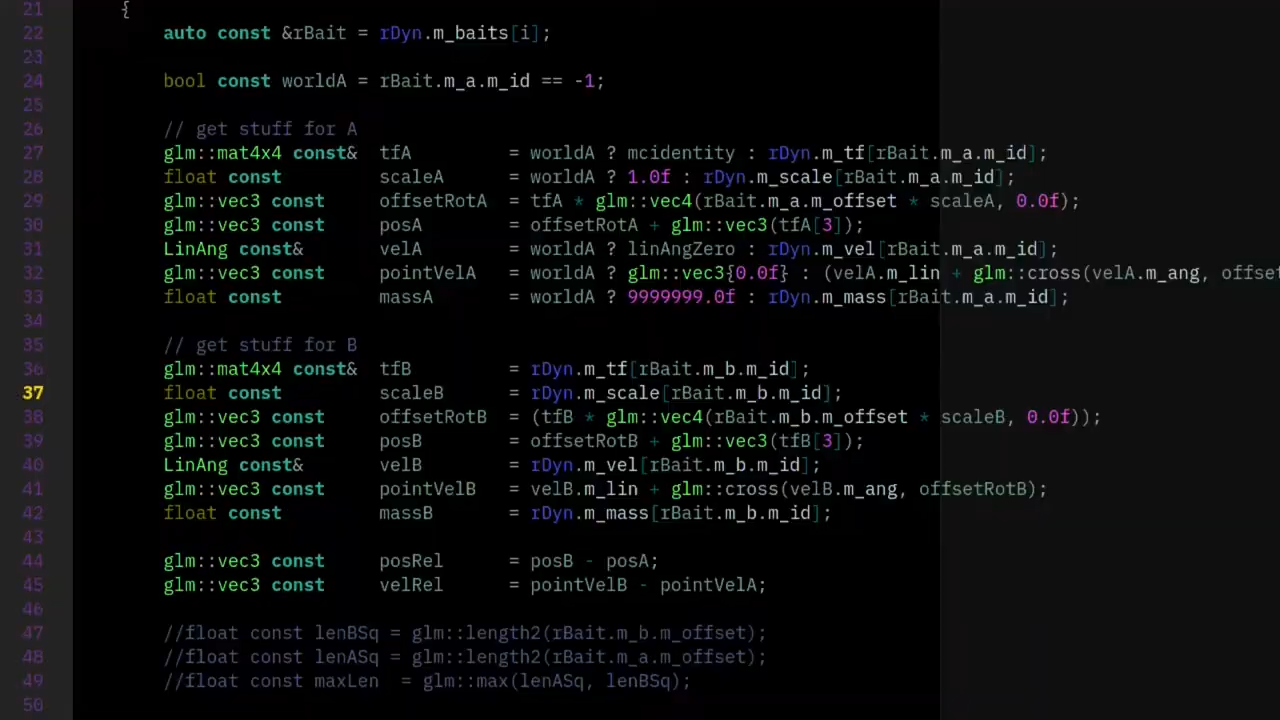 21 {
22 auto const &rBait = rDyn.m_baits[i];
23
24 bool const worldA = rBait.m_a.m_id == -1;
25
26 // get stuff for A
27 glm::mat4x4 const& tfA = worldA ? mcidentity : rDyn.m_tf[rBait.m_a.m_id];
28 float const scaleA = worldA ? 1.0f : rDyn.m_scale[rBait.m_a.m_id];
29 glm::vec3 const offsetRotA = tfA * glm::vec4(rBait.m_a.m_offset * scaleA, 0.0f);
30 glm::vec3 const posA = offsetRotA + glm::vec3(tfA[3]);
31 LinAng const& velA = worldA ? linAngZero : rDyn.m_vel[rBait.m_a.m_id];
32 glm::vec3 const pointVelA = worldA ? glm::vec3{0.0f} : (velA.m_lin + glm::cross(velA.m_ang, offset
33 float const massA = worldA ? 9999999.0f : rDyn.m_mass[rBait.m_a.m_id];
34
35 // get stuff for B
36 glm::mat4x4 const& tfB = rDyn.m_tf[rBait.m_b.m_id];
37 float const scaleB = rDyn.m_scale[rBait.m_b.m_id];
38 glm::vec3 const offsetRotB = (tfB * glm::vec4(rBait.m_b.m_offset * scaleB, 0.0f));
39 glm::vec3 const posB = offsetRotB + glm::vec3(tfB[3]);
40 LinAng const& velB = rDyn.m_vel[rBait.m_b.m_id];
41 glm::vec3 const pointVelB = velB.m_lin + glm::cross(velB.m_ang, offsetRotB);
42 float const massB = rDyn.m_mass[rBait.m_b.m_id];
43
44 glm::vec3 const posRel = posB - posA;
45 glm::vec3 const velRel = pointVelB - pointVelA;
46
47 //float const lenBSq = glm::length2(rBait.m_b.m_offset);
48 //float const lenASq = glm::length2(rBait.m_a.m_offset);
49 //float const maxLen = glm::max(lenASq, lenBSq);
50